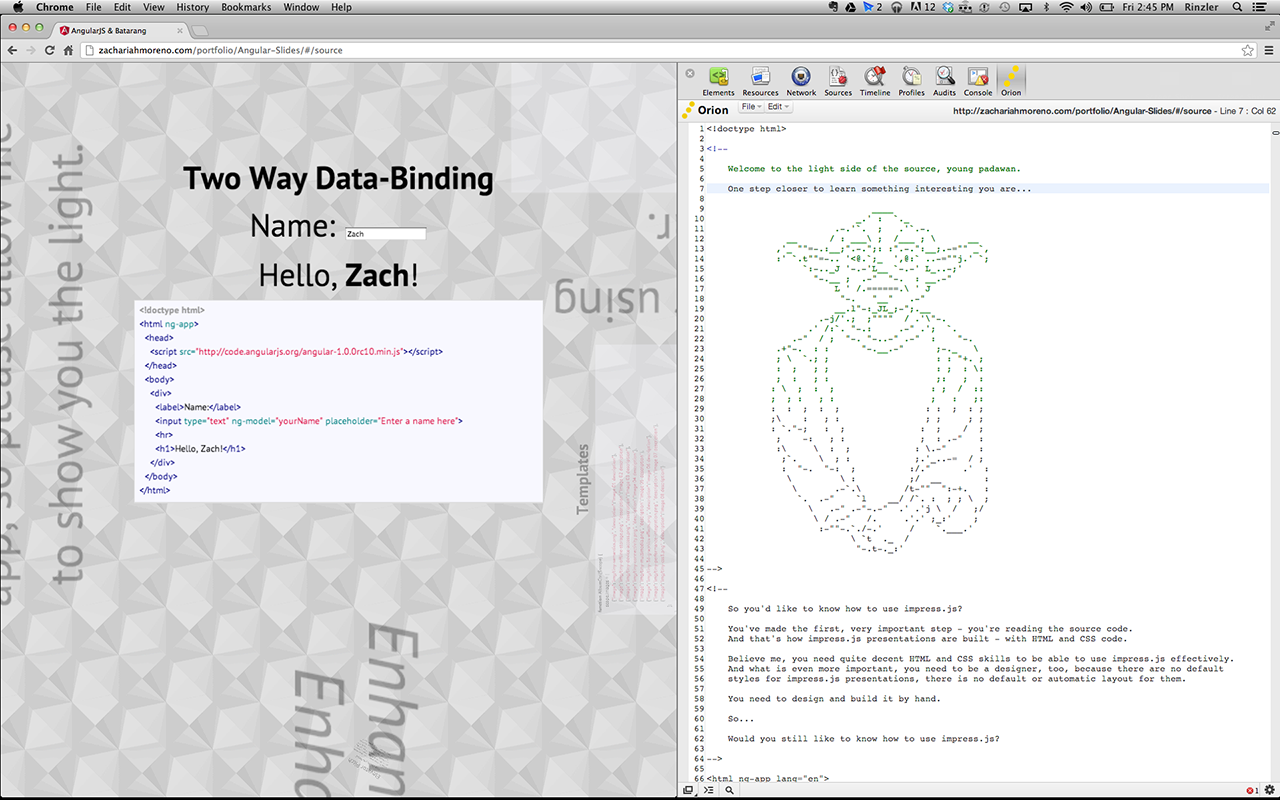 Chrome File Edit View History Bookmarks Window Help
2
12
Fri 2:45 PM Rinzler
AngularJS & Batarang
zachariahmoreno.com/portfolio/Angular-Slides/#/source
to show you the light.
using
Templates
Two Way Data-Binding
Name: Zach
Hello, Zach!
<!doctype html>
<html ng-app>
<head>
<script src="http://code.angularjs.org/angular-1.0.0rc10.min.js"></script>
</head>
<body>
<div>
<label>Name:</label>
<input type="text" ng-model="yourName" placeholder="Enter a name here">
<hr>
<h1>Hello, Zach!</h1>
</div>
</body>
</html>
Enhan
Enho
Elements Resources Network Sources Timeline Profiles Audits Console Orion
Orion File Edit http://zachariahmoreno.com/portfolio/Angular-Slides/#/source - Line 7 : Col 62
1 <!doctype html>
2
3 <!--
4
5 Welcome to the light side of the source, young padawan.
6
7 One step closer to learn something interesting you are...
8
9
10
11
12
13
14
15
16
17
18
19
20
21
22
23
24
25
26
27
28
29
30
31
32
33
34
35
36
37
38
39
40
41
42
43
44
45 -->
46
47 <!--
48
49 So you'd like to know how to use impress.js?
50
51 You've made the first, very important step - you're reading the source code.
52 And that's how impress.js presentations are built - with HTML and CSS code.
53
54 Believe me, you need quite decent HTML and CSS skills to be able to use impress.js effectively.
55 And what is even more important, you need to be a designer, too, because there are no default
56 styles for impress.js presentations, there is no default or automatic layout for them.
57
58 You need to design and build it by hand.
59
60 So...
61
62 Would you still like to know how to use impress.js?
63
64 -->
65
66 <html ng-app lang="en">
1